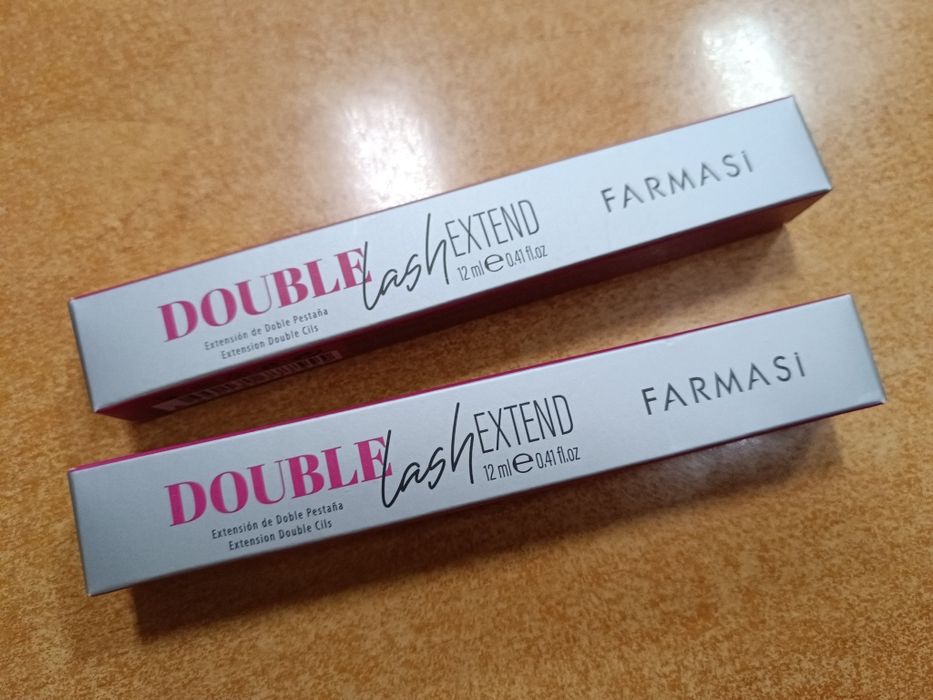 DOUBLE lash EXTEND
12 ml ℮ 0.41 fl.oz
Extensión de Doble Pestaña
Extension Double Cils
FARMASi
DOUBLE lash EXTEND
12 ml ℮ 0.41 fl.oz
Extensión de Doble Pestaña
Extension Double Cils
FARMASi